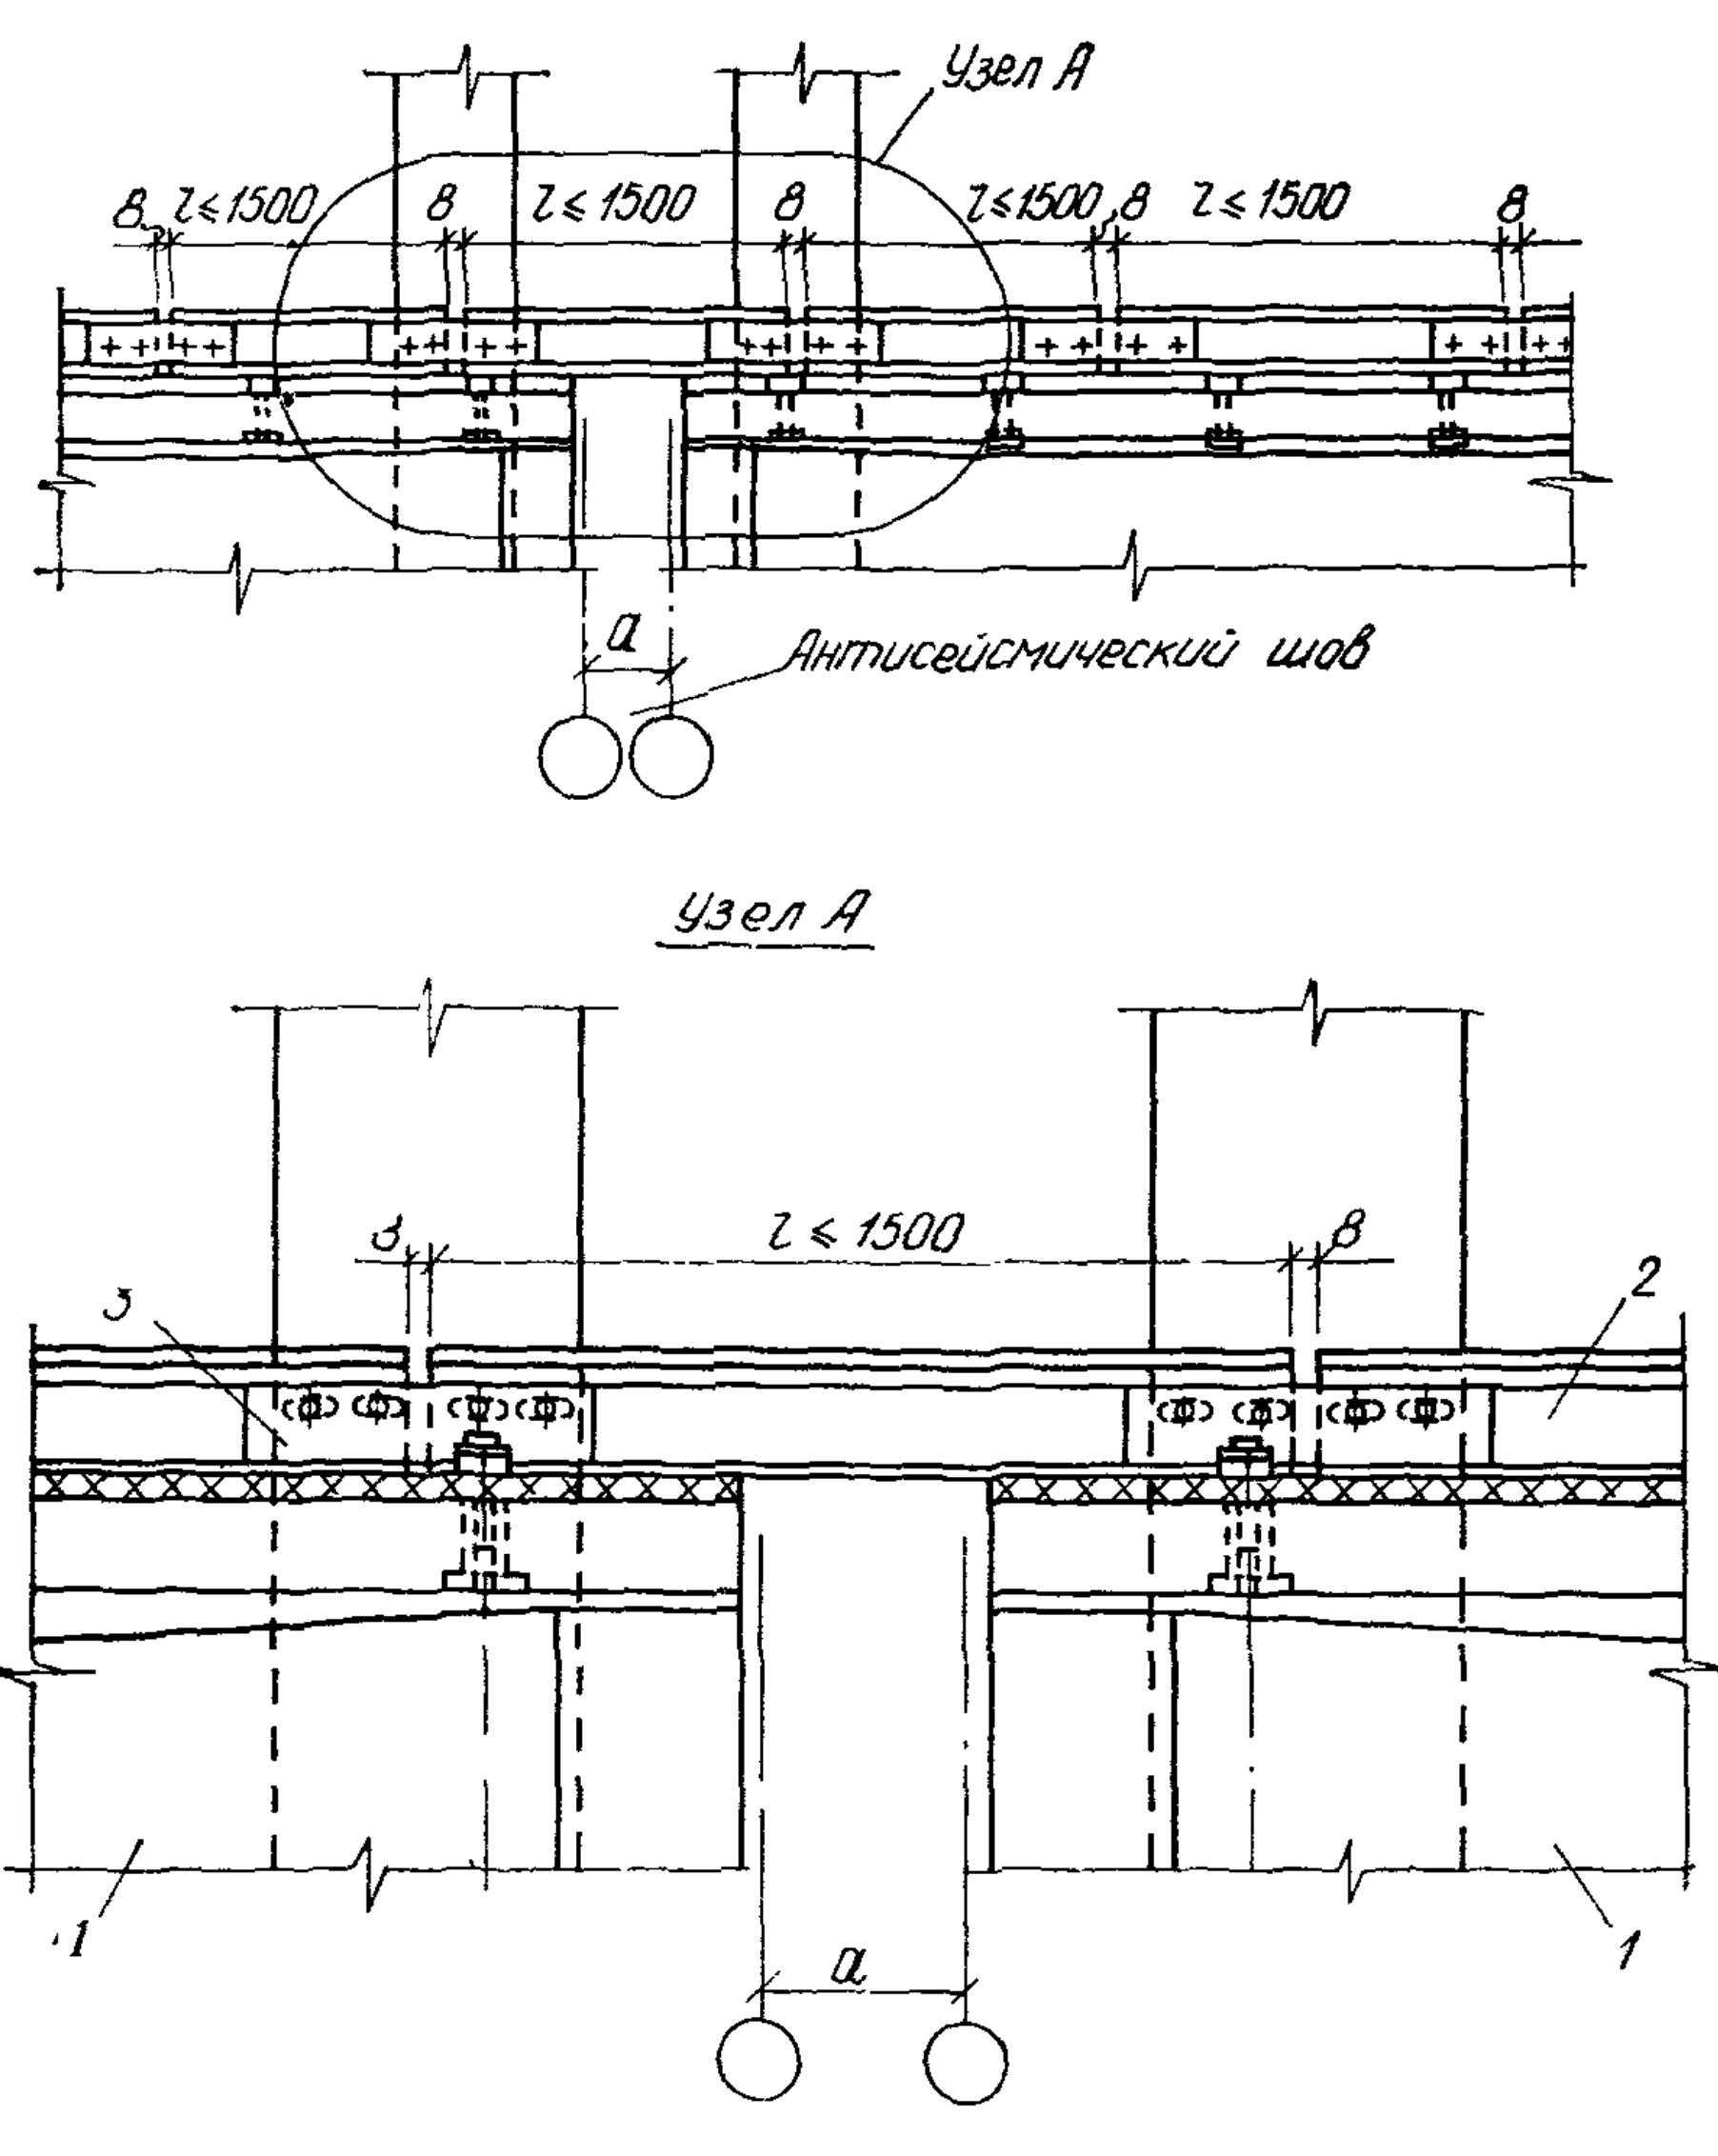 Узел А
8 l ≤ 1500 8 l ≤ 1500 8 l ≤ 1500 8 l ≤ 1500 8
а
Антисейсмический шов
Узел А
l ≤ 1500 8
3 2
1 1
а